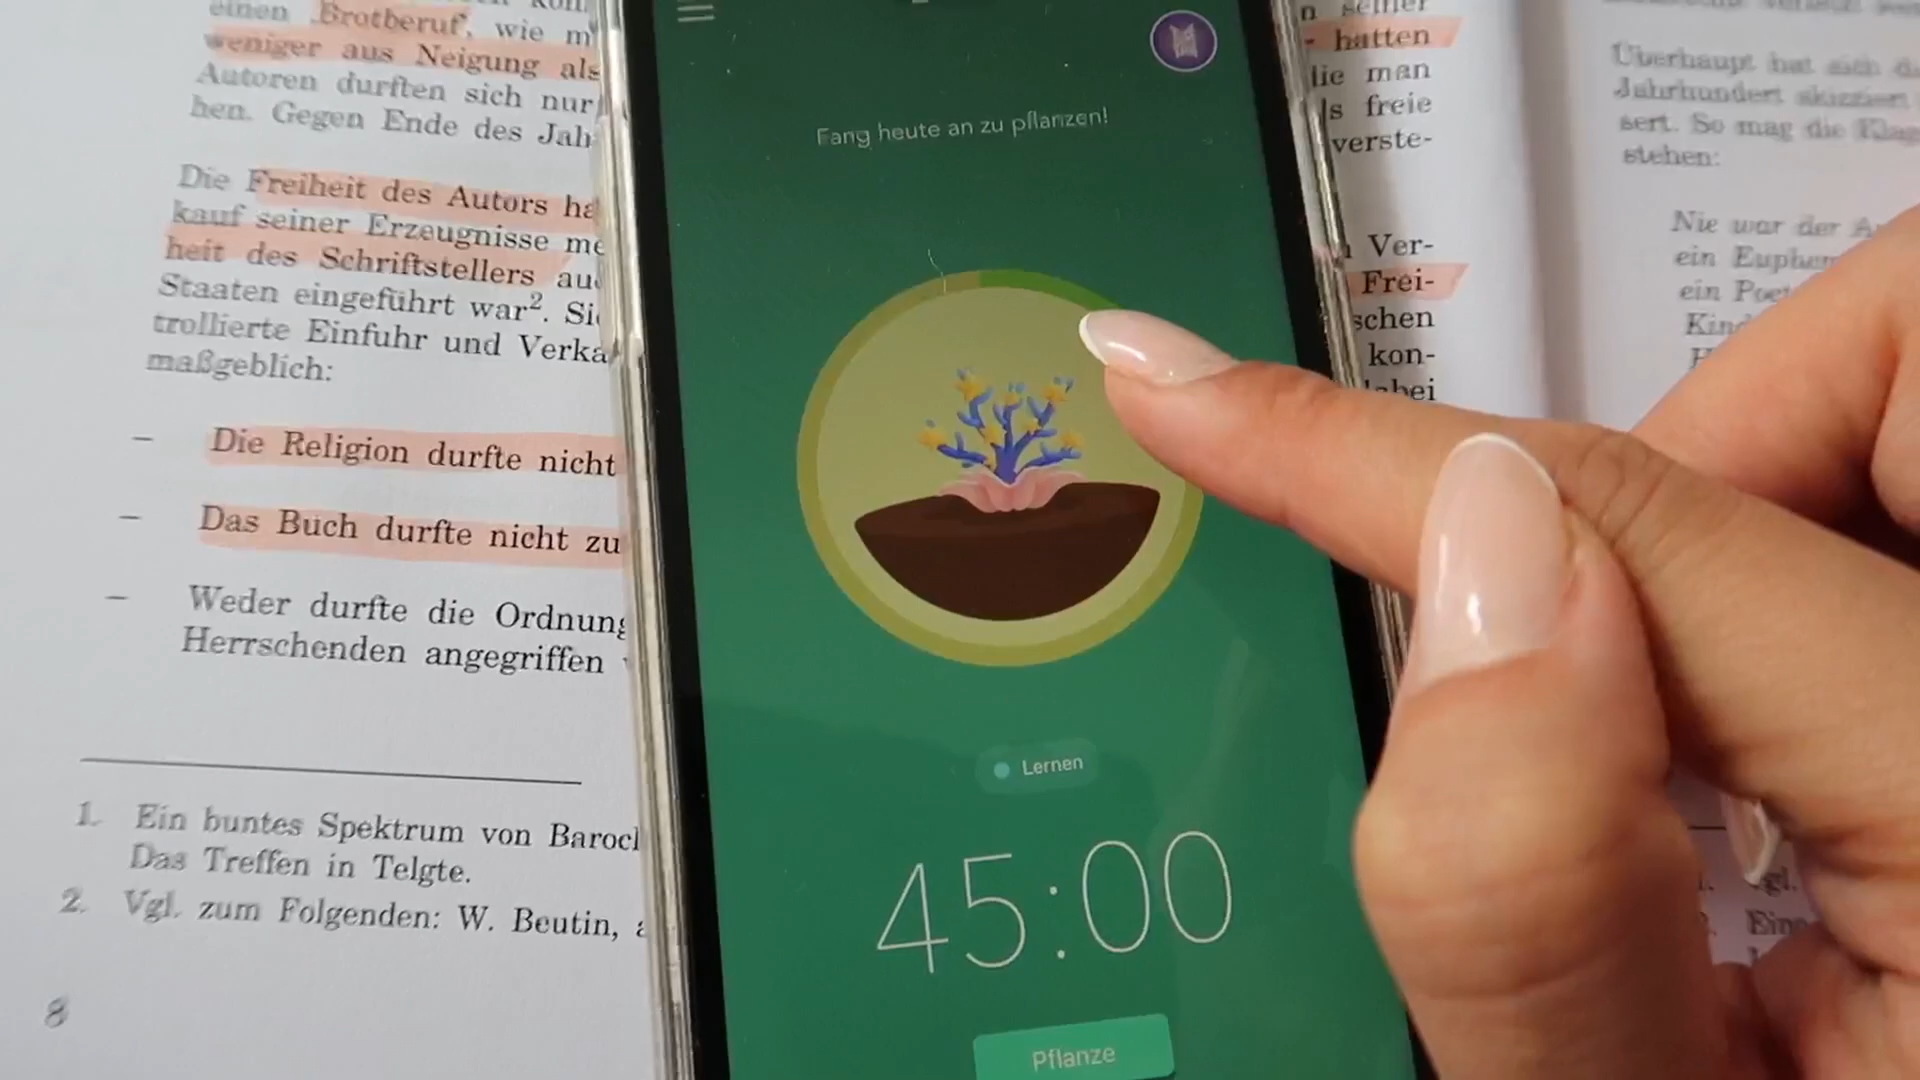 einen ‚Brotberuf', wie m
weniger aus Neigung als
Autoren durften sich nur
hen. Gegen Ende des Jah
Die Freiheit des Autors ha
kauf seiner Erzeugnisse me
heit des Schriftstellers au
Staaten eingeführt war². Si
trollierte Einfuhr und Verka
maßgeblich:
– Die Religion durfte nicht
– Das Buch durfte nicht zu
– Weder durfte die Ordnung
Herrschenden angegriffen
1. Ein buntes Spektrum von Baroc
Das Treffen in Telgte.
2. Vgl. zum Folgenden: W. Beutin,
8
Fang heute an zu pflanzen!
Lernen
45:00
Pflanze
n seiner
- hatten
die man
ls freie
verste-
Ver-
Frei-
schen
kon-
Überhaupt hat sich
Jahrhundert skizziert
sert. So mag die Klag
stehen:
Nie war der
ein Euphem
ein Poet
Kind